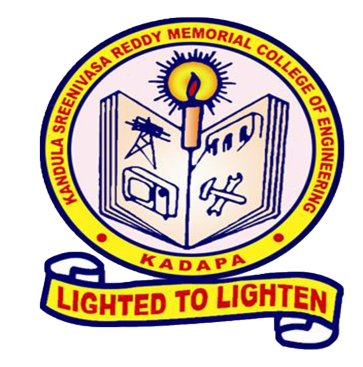 KANDULA SREENIVASA REDDY MEMORIAL COLLEGE OF ENGINEERING
KADAPA
LIGHTED TO LIGHTEN